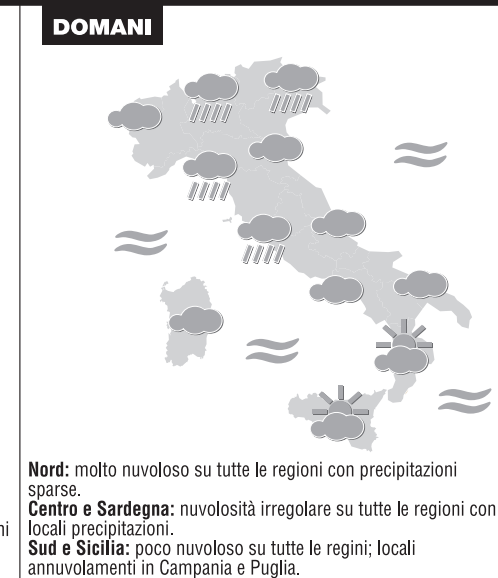 DOMANI
Nord: molto nuvoloso su tutte le regioni con precipitazioni
sparse.
Centro e Sardegna: nuvolosità irregolare su tutte le regioni con
locali precipitazioni.
Sud e Sicilia: poco nuvoloso su tutte le regini; locali
annuvolamenti in Campania e Puglia.